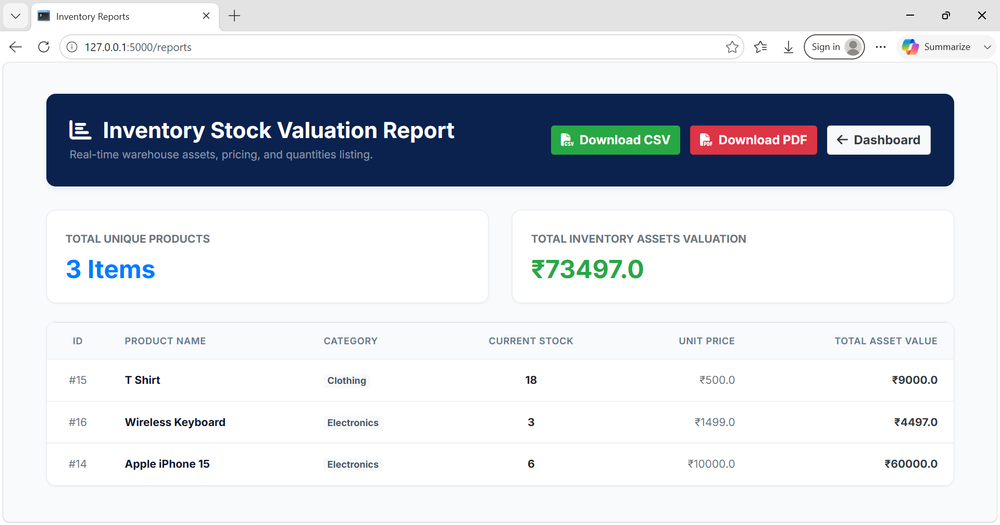 Inventory Reports
127.0.0.1:5000/reports
Sign in
Summarize
Inventory Stock Valuation Report
Real-time warehouse assets, pricing, and quantities listing.
CSV Download CSV
PDF Download PDF
Dashboard
TOTAL UNIQUE PRODUCTS
3 Items
TOTAL INVENTORY ASSETS VALUATION
₹73497.0
ID PRODUCT NAME CATEGORY CURRENT STOCK UNIT PRICE TOTAL ASSET VALUE
#15 T Shirt Clothing 18 ₹500.0 ₹9000.0
#16 Wireless Keyboard Electronics 3 ₹1499.0 ₹4497.0
#14 Apple iPhone 15 Electronics 6 ₹10000.0 ₹60000.0